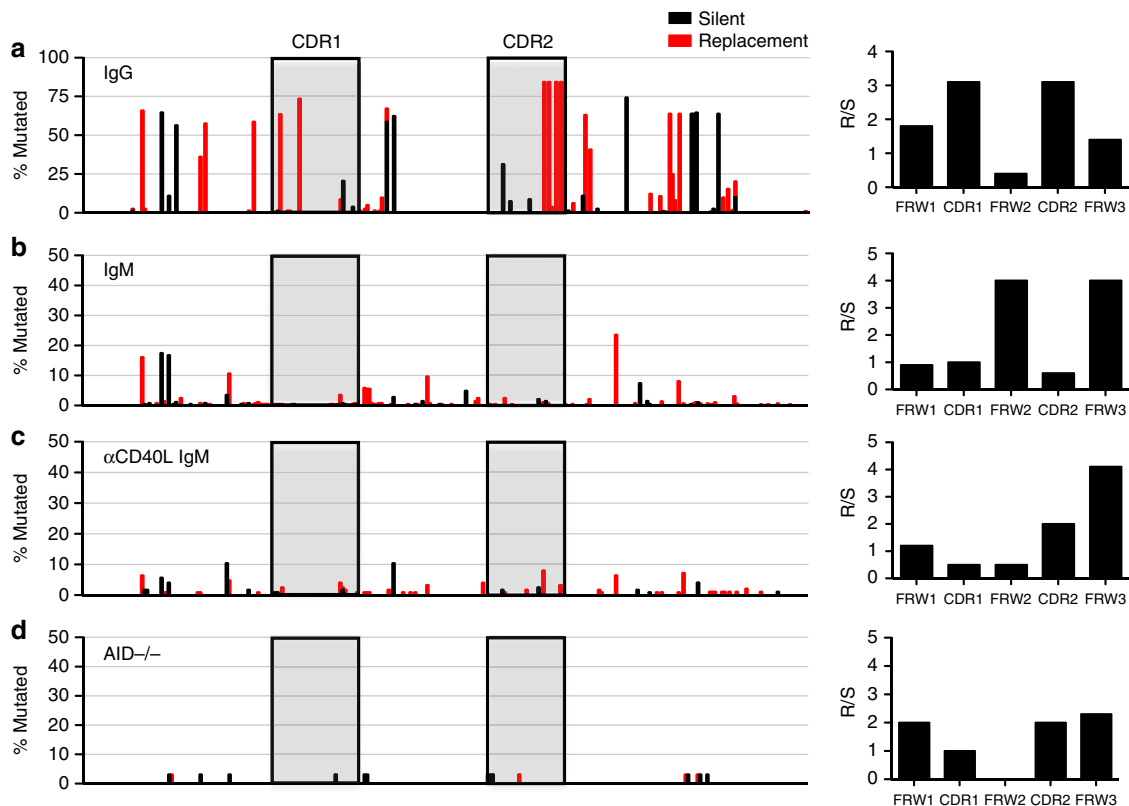 Silent
Replacement
a
CDR1
CDR2
IgG
% Mutated
100
75
50
25
0
R/S
4
3
2
1
0
FRW1 CDR1 FRW2 CDR2 FRW3
b
IgM
% Mutated
50
40
30
20
10
0
R/S
5
4
3
2
1
0
FRW1 CDR1 FRW2 CDR2 FRW3
c
αCD40L IgM
% Mutated
50
40
30
20
10
0
R/S
5
4
3
2
1
0
FRW1 CDR1 FRW2 CDR2 FRW3
d
AID–/–
% Mutated
50
40
30
20
10
0
R/S
5
4
3
2
1
0
FRW1 CDR1 FRW2 CDR2 FRW3